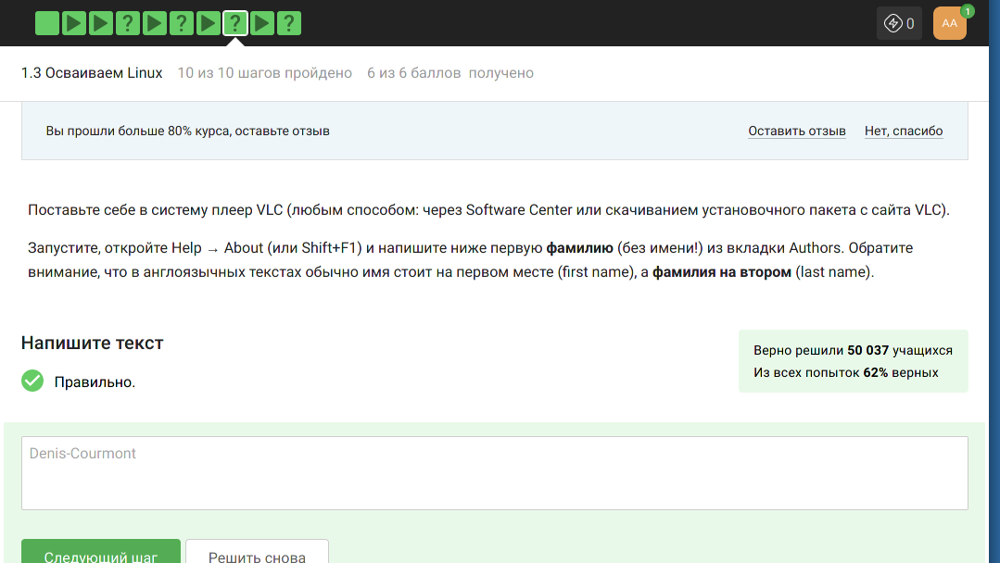 ? ? ? ?
0
AA
1
1.3 Осваиваем Linux 10 из 10 шагов пройдено 6 из 6 баллов получено
Вы прошли больше 80% курса, оставьте отзыв Оставить отзыв Нет, спасибо
Поставьте себе в систему плеер VLC (любым способом: через Software Center или скачиванием установочного пакета с сайта VLC).
Запустите, откройте Help → About (или Shift+F1) и напишите ниже первую фамилию (без имени!) из вкладки Authors. Обратите
внимание, что в англоязычных текстах обычно имя стоит на первом месте (first name), а фамилия на втором (last name).
Напишите текст
Правильно.
Верно решили 50 037 учащихся
Из всех попыток 62% верных
Denis-Courmont
Следующий шаг Решить снова